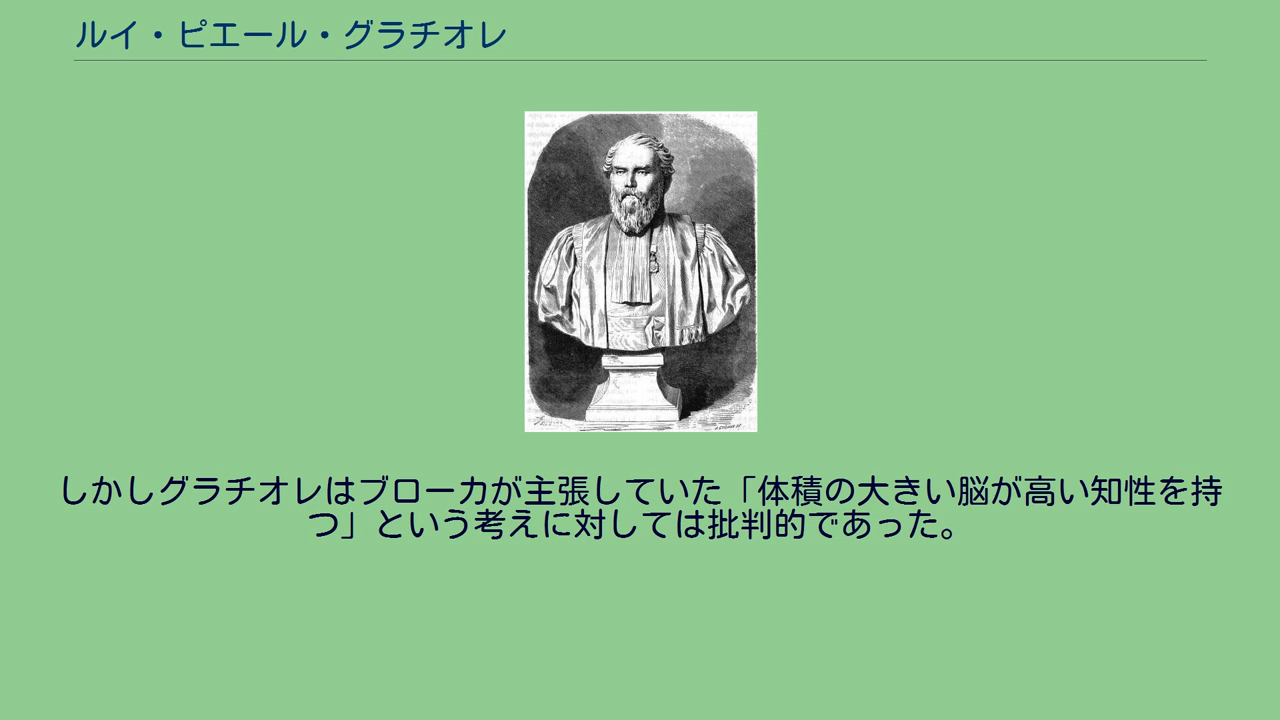 ルイ・ピエール・グラチオレ
しかしグラチオレはブローカが主張していた「体積の大きい脳が高い知性を持
つ」という考えに対しては批判的であった。